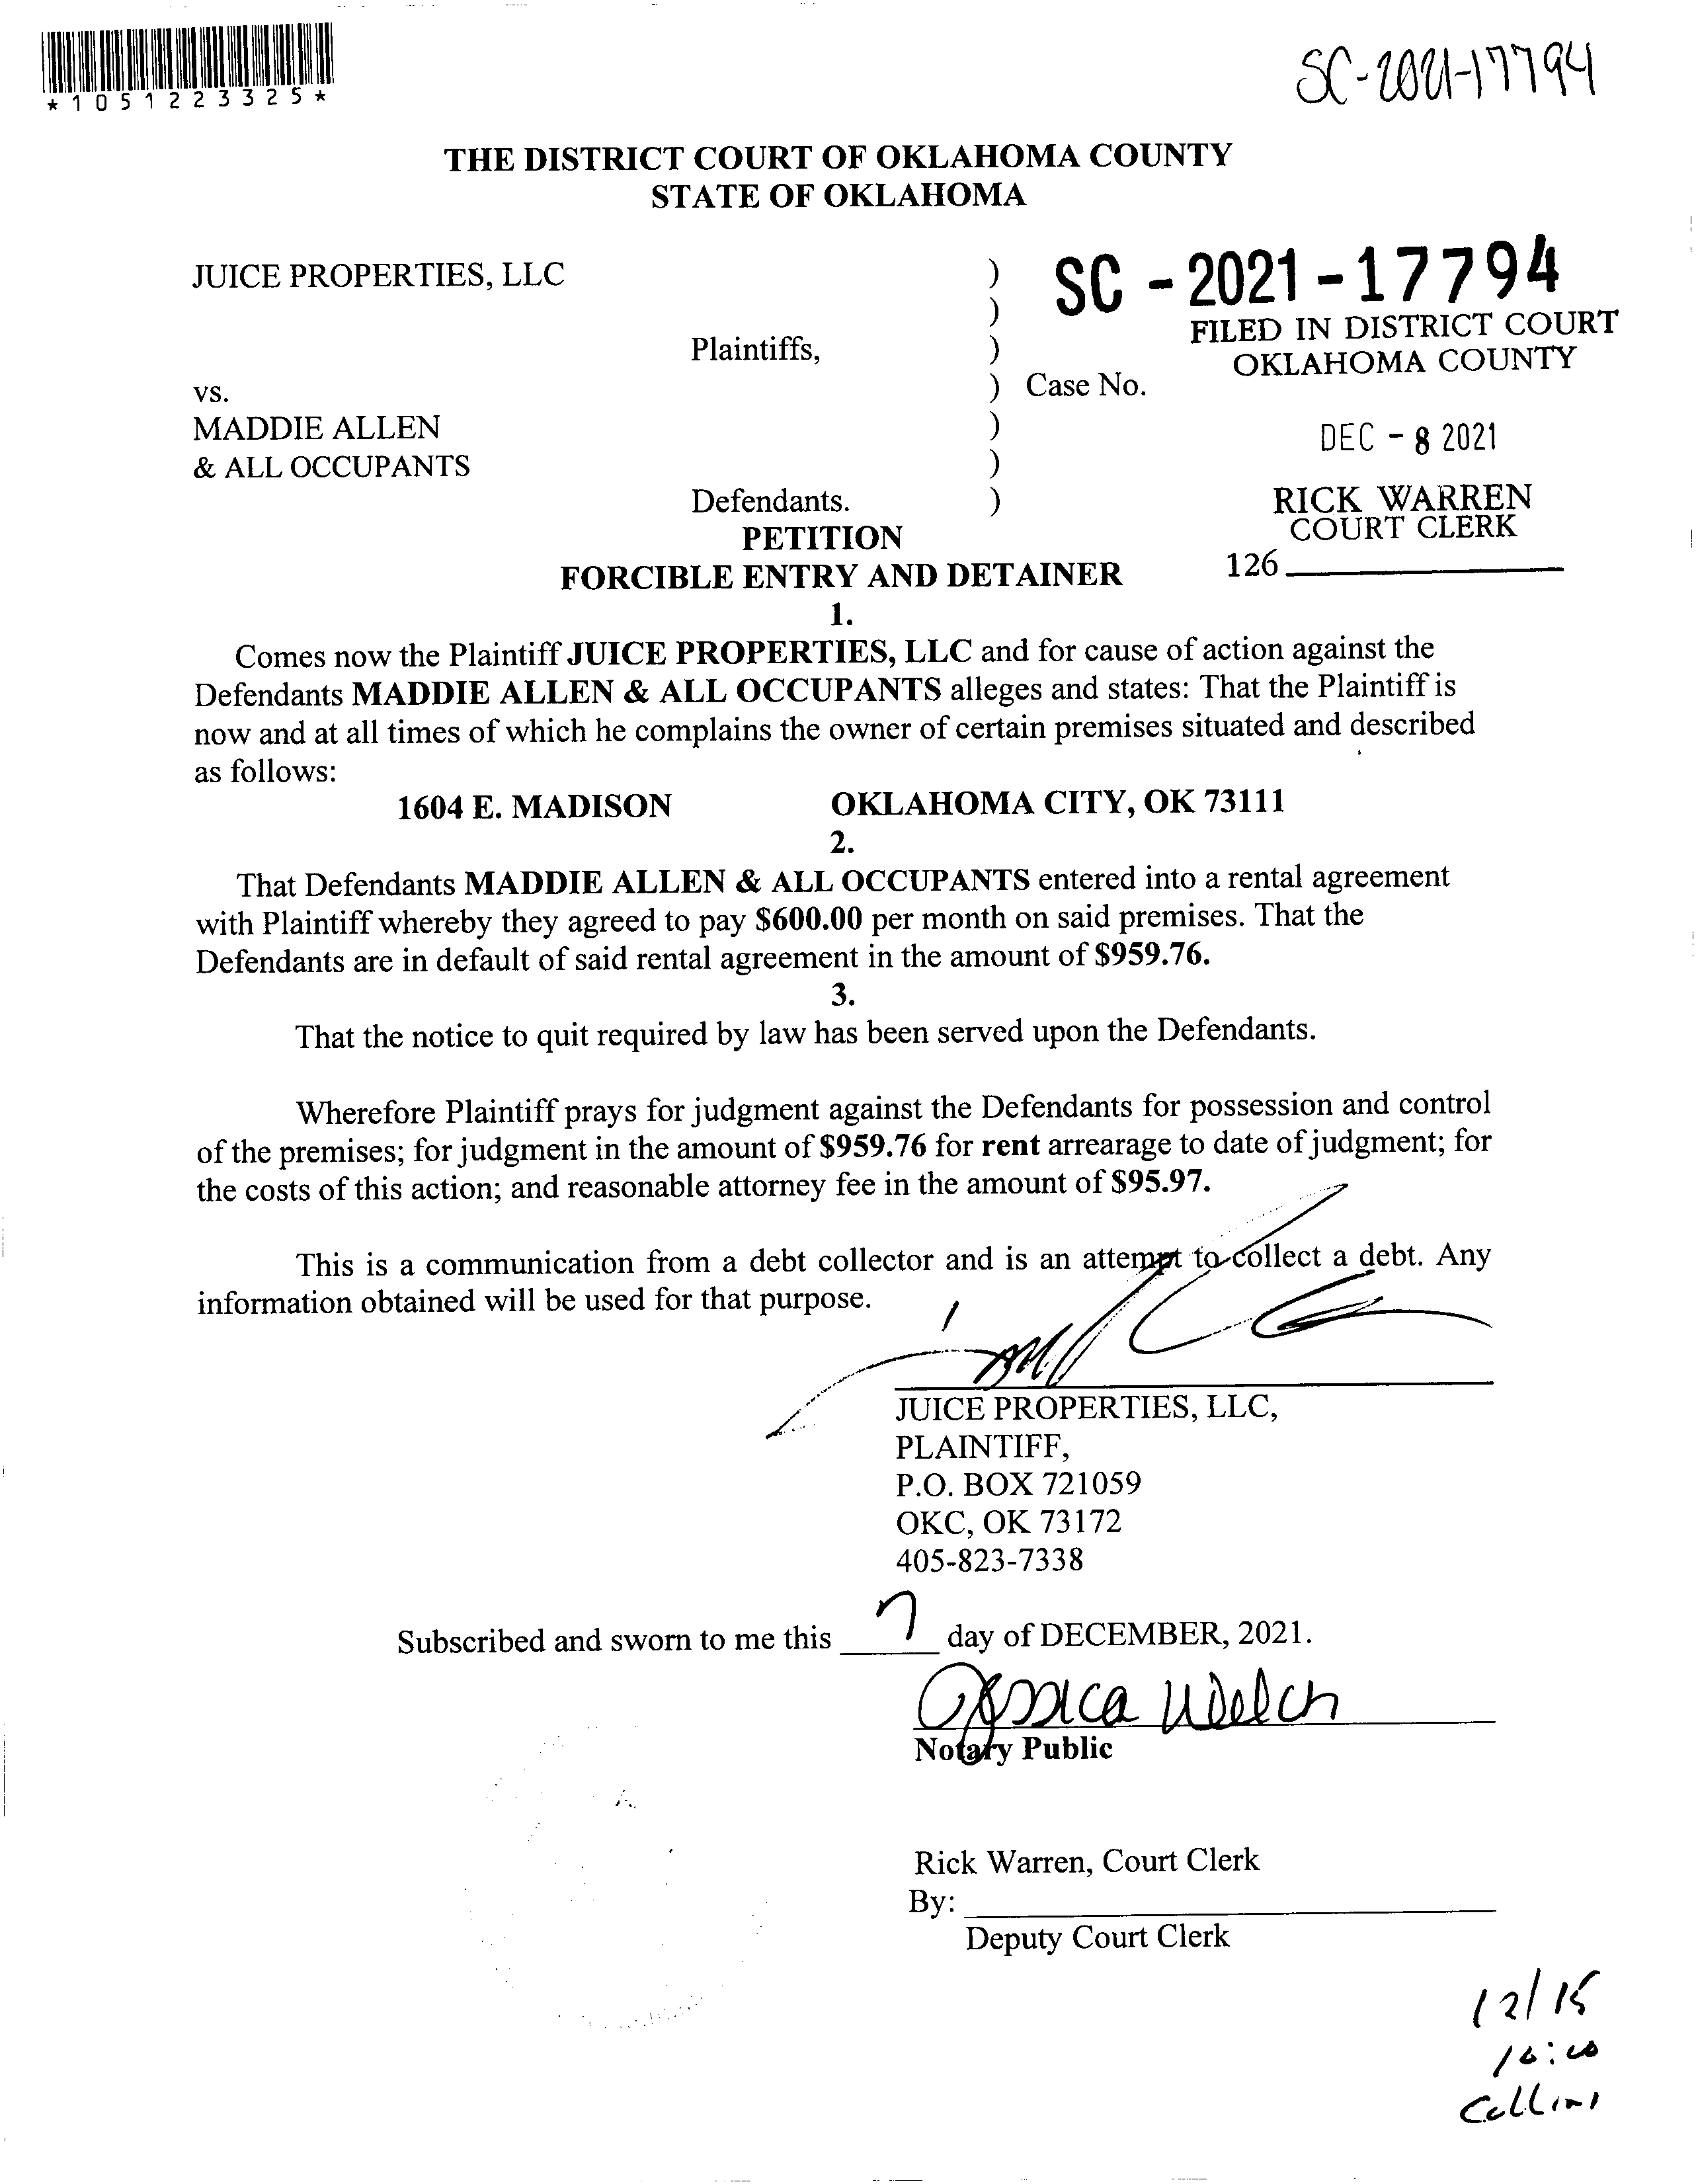 *1051223325*
SC-2021-17794
THE DISTRICT COURT OF OKLAHOMA COUNTY
STATE OF OKLAHOMA
JUICE PROPERTIES, LLC )
)
Plaintiffs, )
vs. ) Case No.
MADDIE ALLEN )
& ALL OCCUPANTS )
Defendants. )
SC - 2021 - 17794
FILED IN DISTRICT COURT
OKLAHOMA COUNTY
DEC - 8 2021
RICK WARREN
COURT CLERK
126
PETITION
FORCIBLE ENTRY AND DETAINER
1.
Comes now the Plaintiff JUICE PROPERTIES, LLC and for cause of action against the
Defendants MADDIE ALLEN & ALL OCCUPANTS alleges and states: That the Plaintiff is
now and at all times of which he complains the owner of certain premises situated and described
as follows:
1604 E. MADISON OKLAHOMA CITY, OK 73111
2.
That Defendants MADDIE ALLEN & ALL OCCUPANTS entered into a rental agreement
with Plaintiff whereby they agreed to pay $600.00 per month on said premises. That the
Defendants are in default of said rental agreement in the amount of $959.76.
3.
That the notice to quit required by law has been served upon the Defendants.
Wherefore Plaintiff prays for judgment against the Defendants for possession and control
of the premises; for judgment in the amount of $959.76 for rent arrearage to date of judgment; for
the costs of this action; and reasonable attorney fee in the amount of $95.97.
This is a communication from a debt collector and is an attempt to collect a debt. Any
information obtained will be used for that purpose.
JUICE PROPERTIES, LLC,
PLAINTIFF,
P.O. BOX 721059
OKC, OK 73172
405-823-7338
Subscribed and sworn to me this 7 day of DECEMBER, 2021.
Jessica Welch
Notary Public
Rick Warren, Court Clerk
By:
Deputy Court Clerk
12/15
Collins